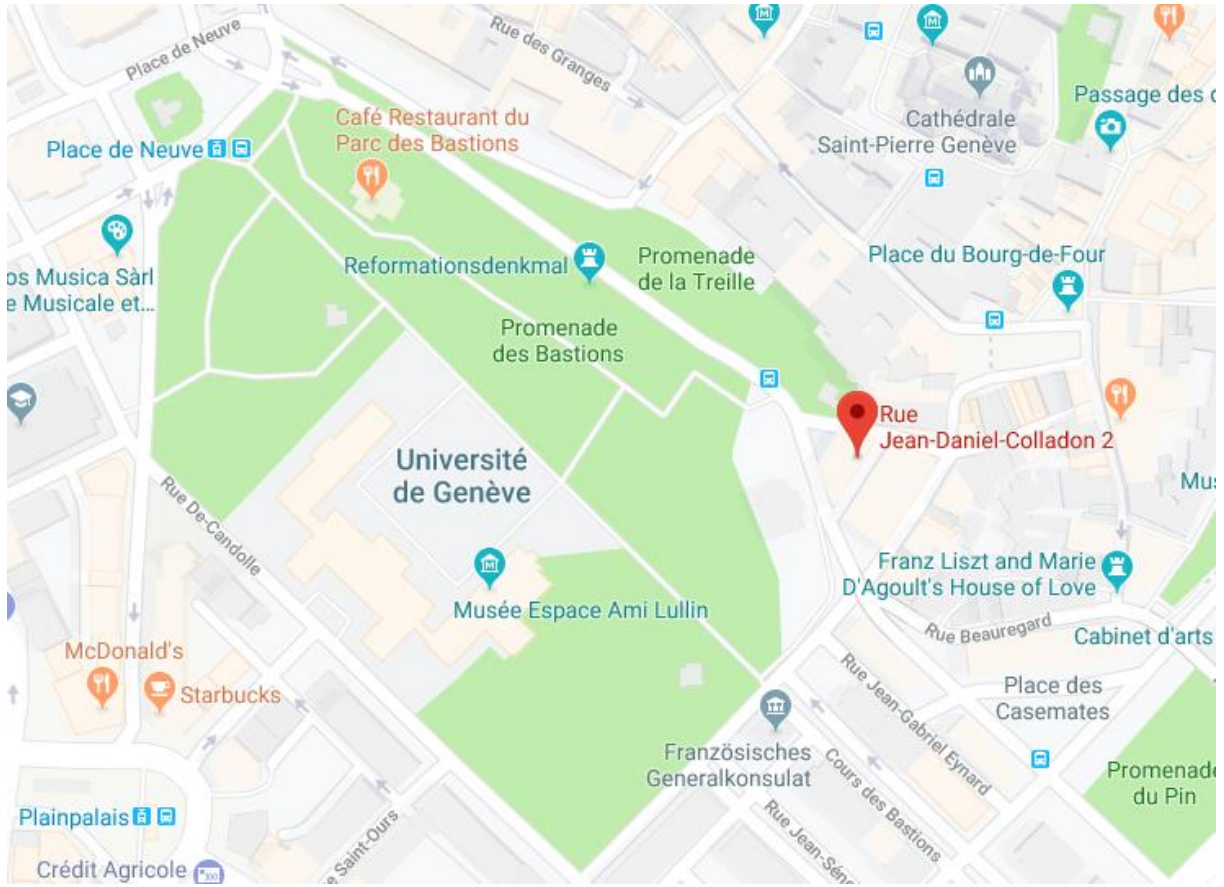 Place de Neuve
Rue des Granges
Café Restaurant du
Parc des Bastions
Cathédrale
Saint-Pierre Genève
Passage des
Place de Neuve
Reformationsdenkmal
Promenade
de la Treille
Place du Bourg-de-Four
os Musica Sàrl
e Musicale et...
Promenade
des Bastions
Rue
Jean-Daniel-Colladon 2
Université
de Genève
Rue De-Candolle
Musée Espace Ami Lullin
Franz Liszt and Marie
D'Agoult's House of Love
Rue Beauregard
Cabinet d'arts
McDonald's
Starbucks
Rue Jean-Gabriel Eynard
Place des
Casemates
Französisches
Generalkonsulat
Cours des Bastions
Promenade
du Pin
Plainpalais
Rue Jean-Séne
e Saint-Ours
Crédit Agricole